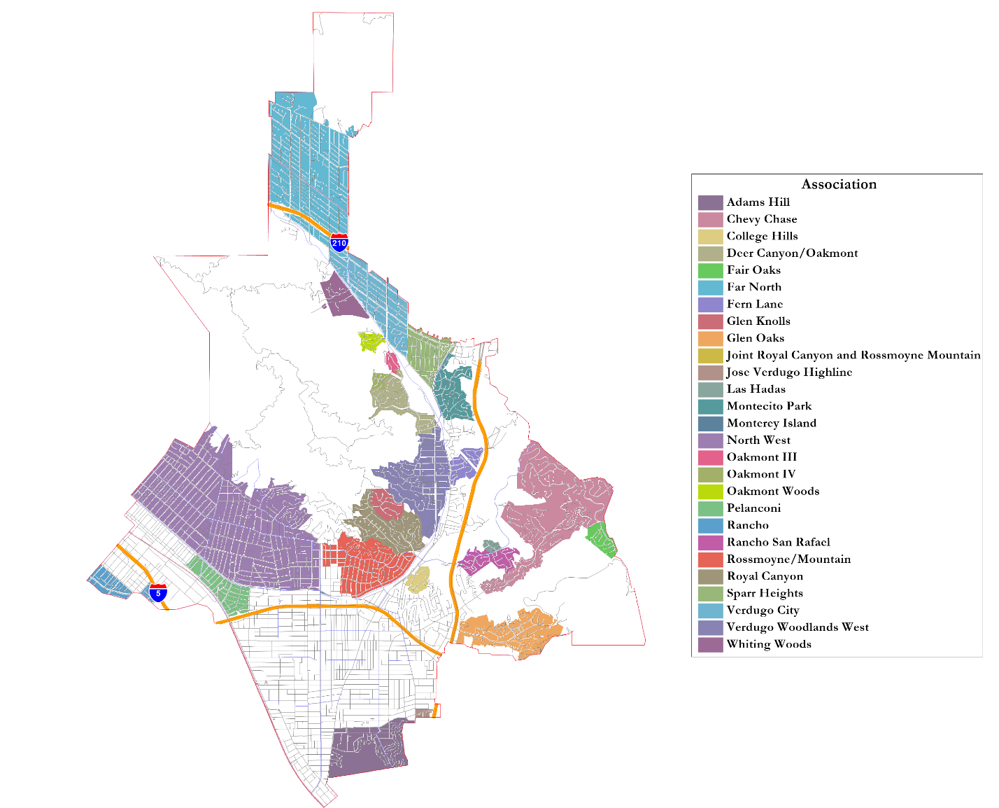 210
5
Association
Adams Hill
Chevy Chase
College Hills
Deer Canyon/Oakmont
Fair Oaks
Far North
Fern Lane
Glen Knolls
Glen Oaks
Joint Royal Canyon and Rossmoyne Mountain
Jose Verdugo Highline
Las Hadas
Montecito Park
Monterey Island
North West
Oakmont III
Oakmont IV
Oakmont Woods
Pelanconi
Rancho
Rancho San Rafael
Rossmoyne/Mountain
Royal Canyon
Sparr Heights
Verdugo City
Verdugo Woodlands West
Whiting Woods